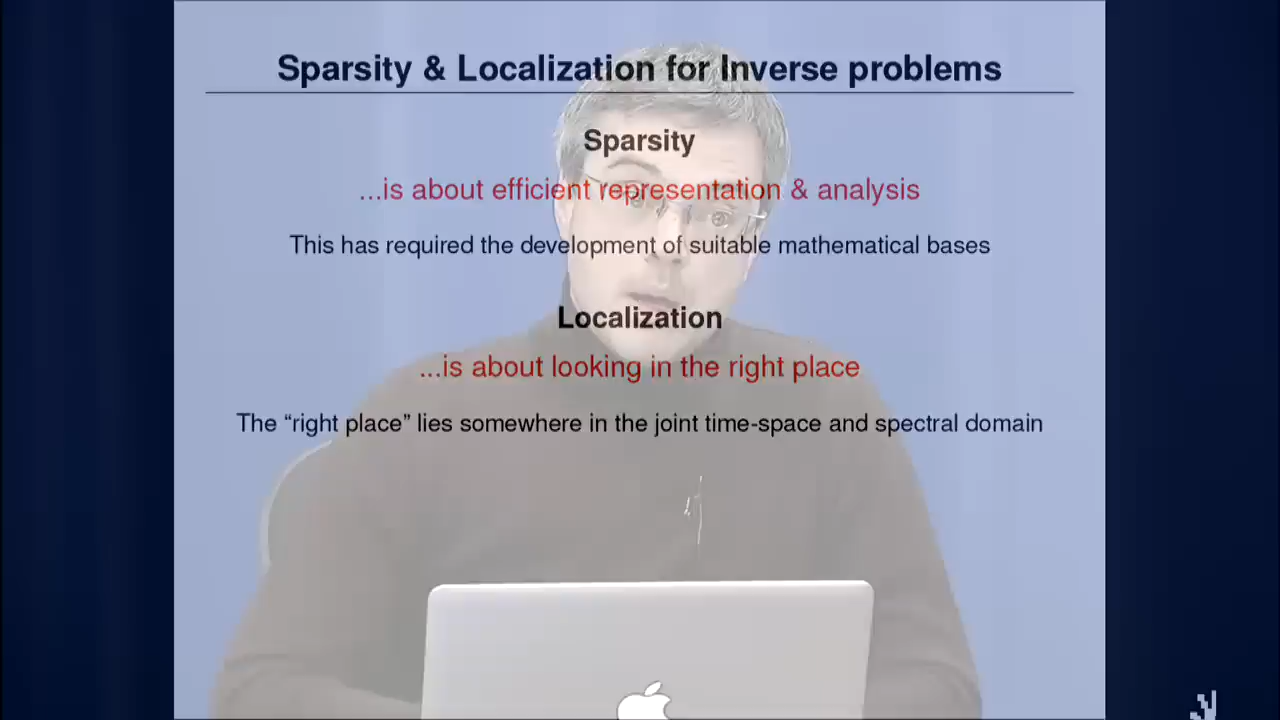 Sparsity & Localization for Inverse problems
Sparsity
...is about efficient representation & analysis
This has required the development of suitable mathematical bases
Localization
...is about looking in the right place
The “right place” lies somewhere in the joint time-space and spectral domain